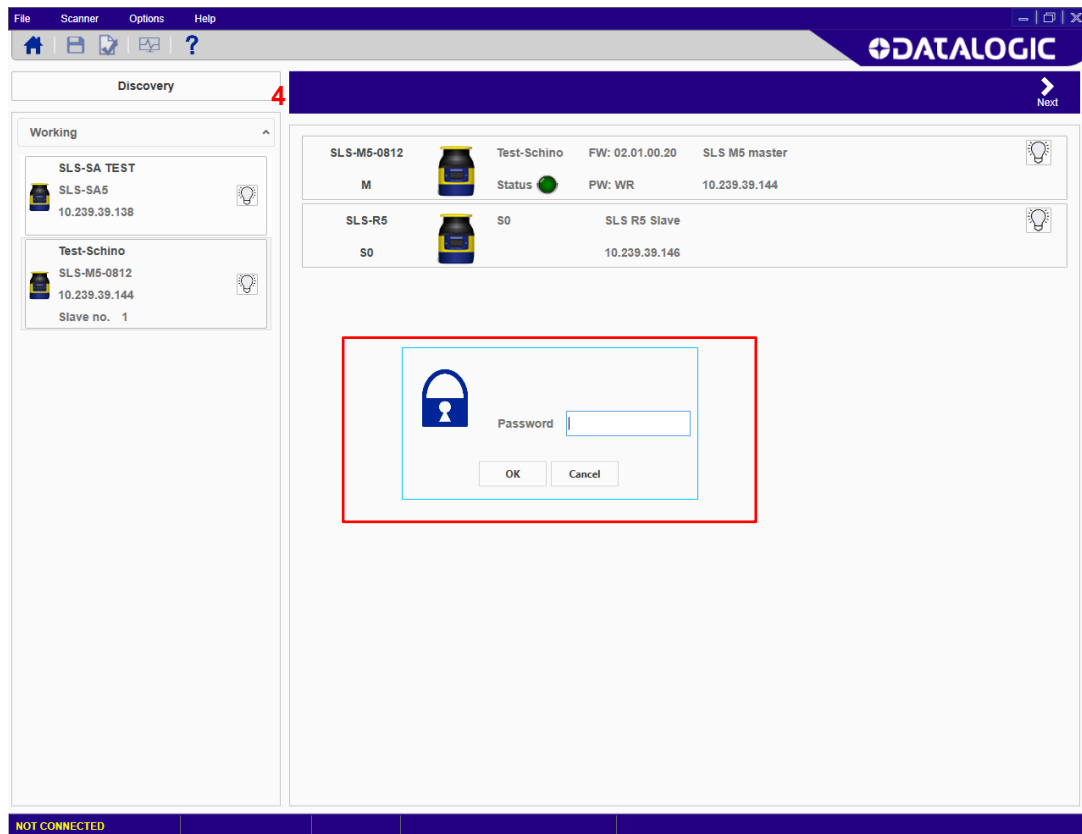 File Scanner Options Help
DATALOGIC
Discovery
4
Next
Working
SLS-SA TEST
SLS-SA5
10.239.39.138
Test-Schino
SLS-M5-0812
10.239.39.144
Slave no. 1
SLS-M5-0812 Test-Schino FW: 02.01.00.20 SLS M5 master
M Status PW: WR 10.239.39.144
SLS-R5 S0 SLS R5 Slave
S0 10.239.39.146
Password
OK Cancel
NOT CONNECTED